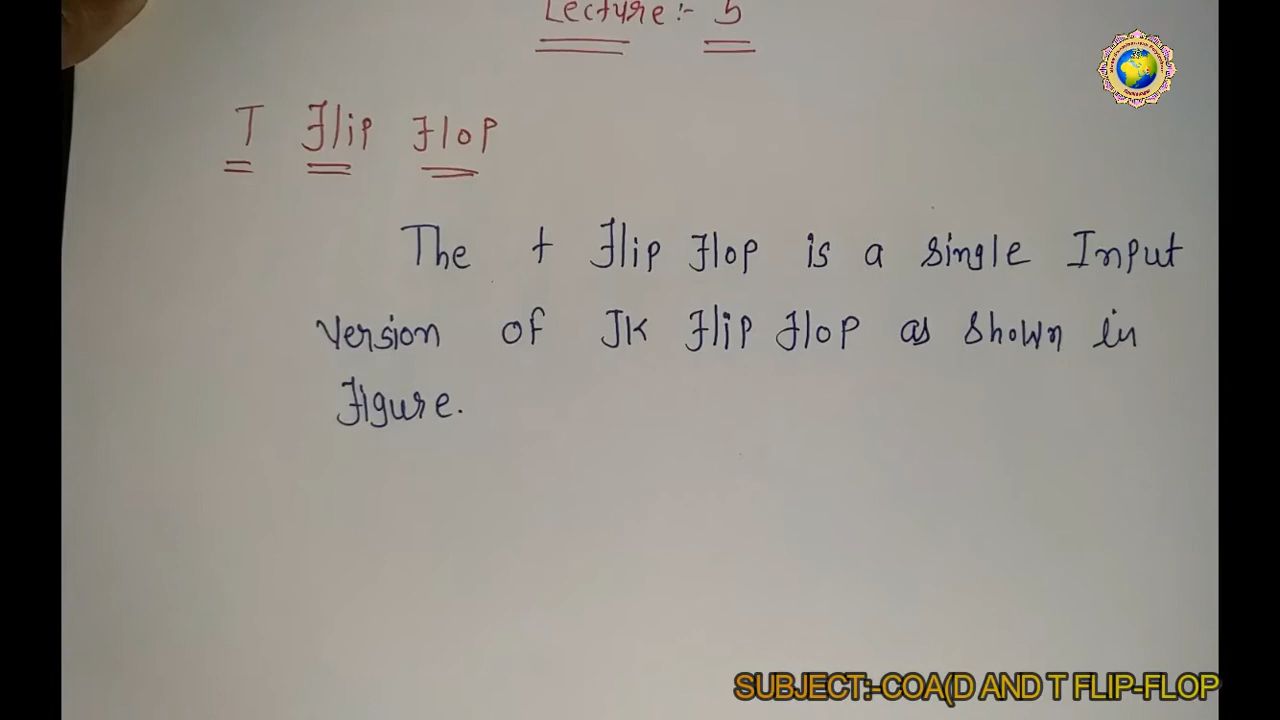 Lecture:- 5
T Flip Flop
The t Flip Flop is a single Input
version of JK Flip Flop as shown in
Figure.
SUBJECT:-COA(D AND T FLIP-FLOP